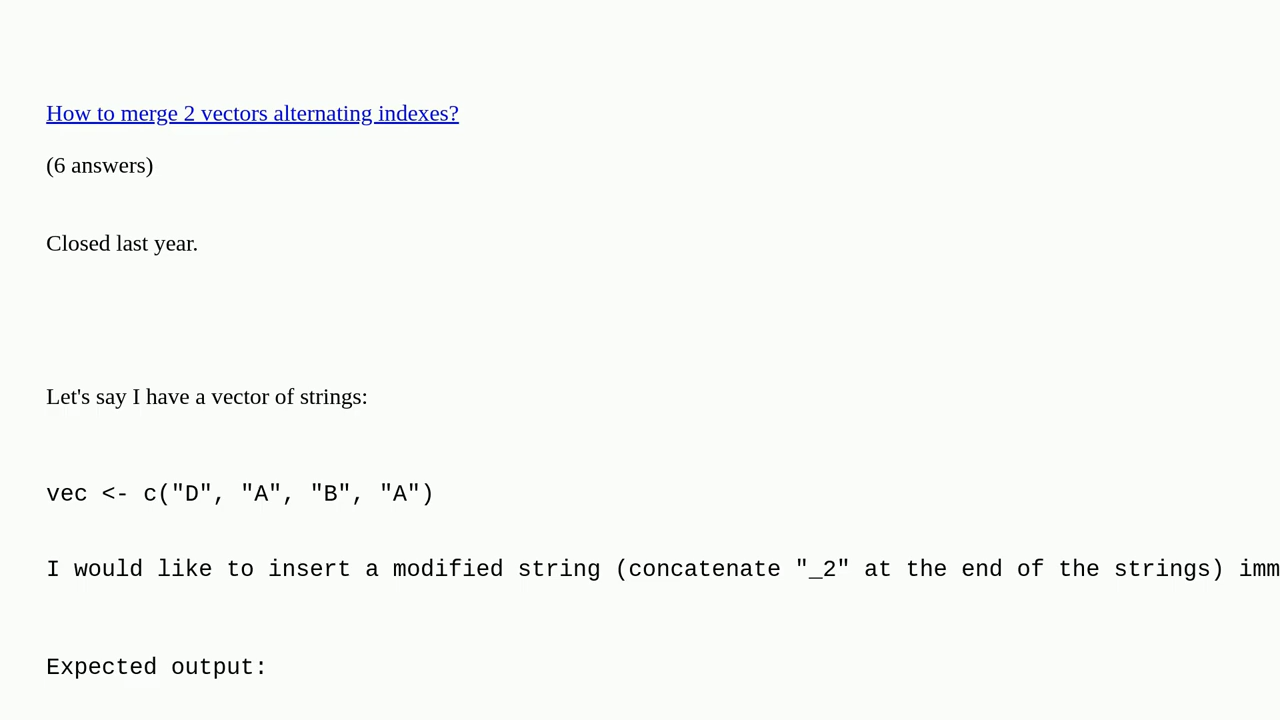 How to merge 2 vectors alternating indexes?
(6 answers)
Closed last year.
Let's say I have a vector of strings:
vec <- c("D", "A", "B", "A")
I would like to insert a modified string (concatenate "_2" at the end of the strings) imm
Expected output: